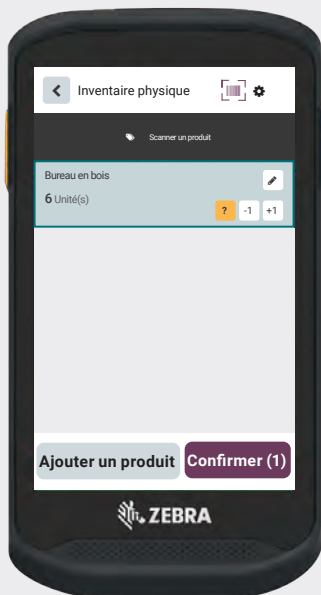 Inventaire physique
Scanner un produit
Bureau en bois
6 Unité(s)
? -1 +1
Ajouter un produit Confirmer (1)
ZEBRA